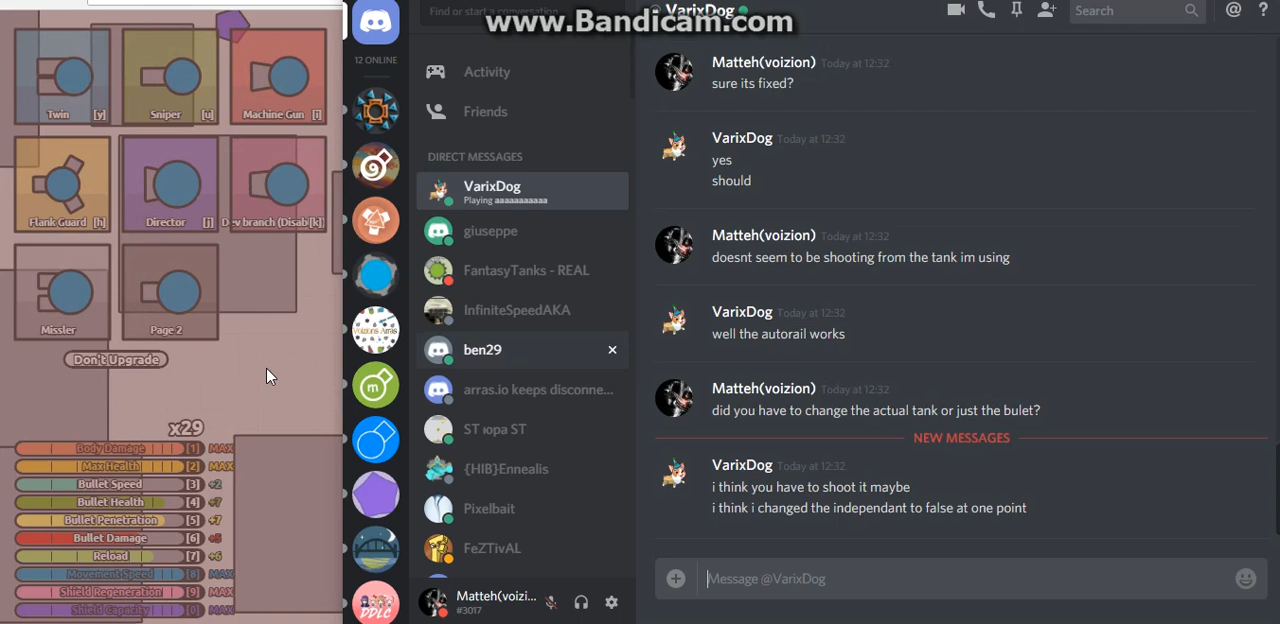 www.Bandicam.com
Twin [y]
Sniper [u]
Machine Gun [i]
Flank Guard [h]
Director [j]
Dev branch (Disab[k]
Missler
Page 2
Don't Upgrade
x29
Body Damage [1] MAX
Max Health [2] MAX
Bullet Speed [3] +2
Bullet Health [4] +7
Bullet Penetration [5] +7
Bullet Damage [6] +5
Reload [7] +6
Movement Speed [8] MAX
Shield Regeneration [9] MAX
Shield Capacity [0] MAX
12 ONLINE
Voizions Arras
m
DDLC
Find or start a conversation
Activity
Friends
DIRECT MESSAGES
VarixDog
Playing aaaaaaaaaaa
giuseppe
FantasyTanks - REAL
InfiniteSpeedAKA
ben29
arras.io keeps disconne...
ST юра ST
{HIB}Ennealis
Pixelbait
FeZTivAL
Matteh(voizi...
#3017
VarixDog
Search
Matteh(voizion) Today at 12:32
sure its fixed?
VarixDog Today at 12:32
yes
should
Matteh(voizion) Today at 12:32
doesnt seem to be shooting from the tank im using
VarixDog Today at 12:32
well the autorail works
Matteh(voizion) Today at 12:32
did you have to change the actual tank or just the bulet?
NEW MESSAGES
VarixDog Today at 12:32
i think you have to shoot it maybe
i think i changed the independant to false at one point
Message @VarixDog